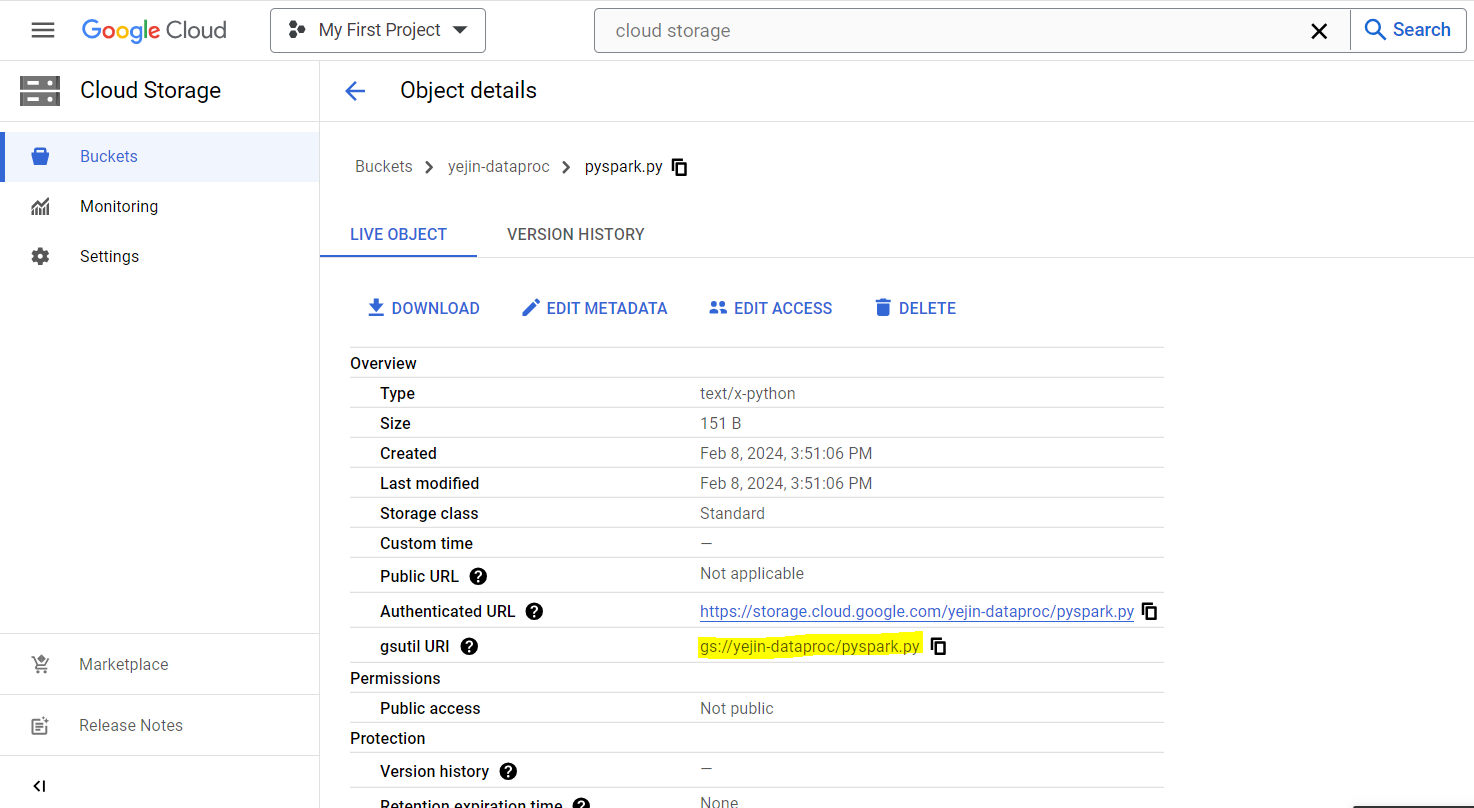 Google Cloud
My First Project
cloud storage
Search
Cloud Storage
Object details
Buckets
Monitoring
Settings
Marketplace
Release Notes
Buckets
yejin-dataproc
pyspark.py
LIVE OBJECT
VERSION HISTORY
DOWNLOAD
EDIT METADATA
EDIT ACCESS
DELETE
Overview
Type text/x-python
Size 151 B
Created Feb 8, 2024, 3:51:06 PM
Last modified Feb 8, 2024, 3:51:06 PM
Storage class Standard
Custom time —
Public URL ? Not applicable
Authenticated URL ? https://storage.cloud.google.com/yejin-dataproc/pyspark.py
gsutil URI ? gs://yejin-dataproc/pyspark.py
Permissions
Public access Not public
Protection
Version history ? —
Retention expiration time ? None